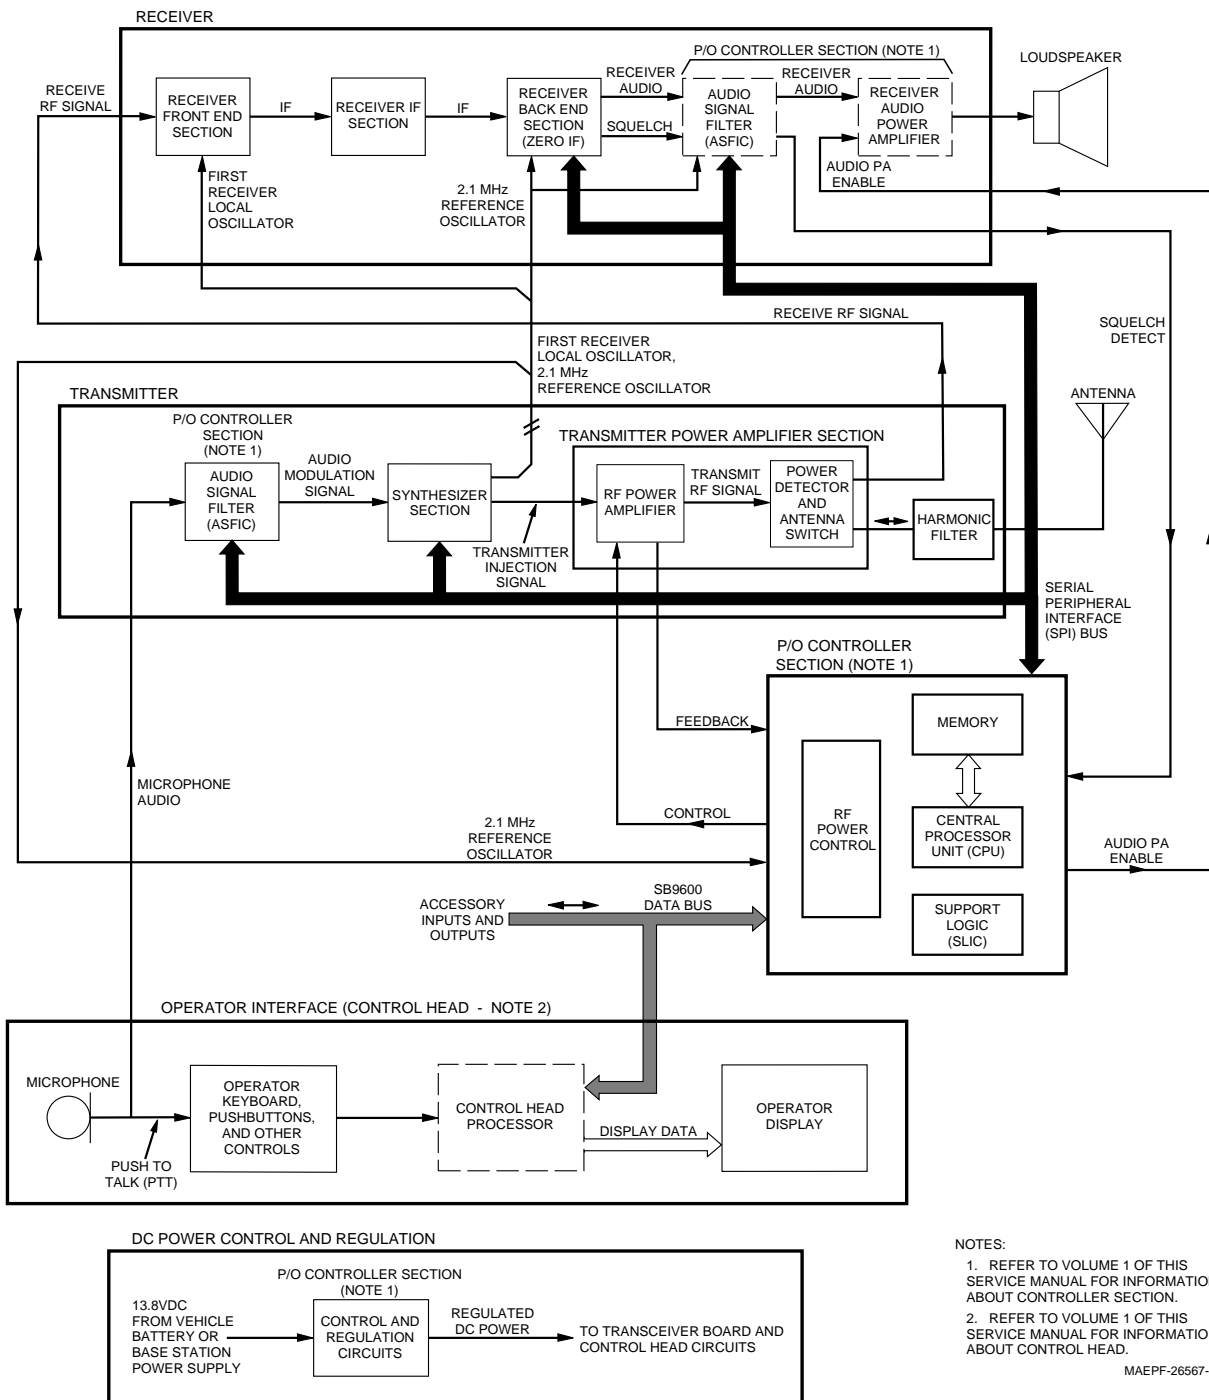 RECEIVER
P/O CONTROLLER SECTION (NOTE 1)
LOUDSPEAKER
RECEIVE
RF SIGNAL
RECEIVER
FRONT END
SECTION
IF
RECEIVER IF
SECTION
IF
RECEIVER
BACK END
SECTION
(ZERO IF)
RECEIVER
AUDIO
SQUELCH
AUDIO
SIGNAL
FILTER
(ASFIC)
RECEIVER
AUDIO
RECEIVER
AUDIO
POWER
AMPLIFIER
AUDIO PA
ENABLE
FIRST
RECEIVER
LOCAL
OSCILLATOR
2.1 MHz
REFERENCE
OSCILLATOR
RECEIVE RF SIGNAL
SQUELCH
DETECT
FIRST RECEIVER
LOCAL OSCILLATOR,
2.1 MHz
REFERENCE OSCILLATOR
TRANSMITTER
ANTENNA
P/O CONTROLLER
SECTION
(NOTE 1)
TRANSMITTER POWER AMPLIFIER SECTION
AUDIO
SIGNAL
FILTER
(ASFIC)
AUDIO
MODULATION
SIGNAL
SYNTHESIZER
SECTION
RF POWER
AMPLIFIER
TRANSMIT
RF SIGNAL
POWER
DETECTOR
AND
ANTENNA
SWITCH
HARMONIC
FILTER
TRANSMITTER
INJECTION
SIGNAL
SERIAL
PERIPHERAL
INTERFACE
(SPI) BUS
P/O CONTROLLER
SECTION (NOTE 1)
MEMORY
FEEDBACK
MICROPHONE
AUDIO
RF
POWER
CONTROL
CONTROL
CENTRAL
PROCESSOR
UNIT (CPU)
2.1 MHz
REFERENCE
OSCILLATOR
AUDIO PA
ENABLE
SB9600
DATA BUS
ACCESSORY
INPUTS AND
OUTPUTS
SUPPORT
LOGIC
(SLIC)
OPERATOR INTERFACE (CONTROL HEAD - NOTE 2)
MICROPHONE
OPERATOR
KEYBOARD,
PUSHBUTTONS,
AND OTHER
CONTROLS
CONTROL HEAD
PROCESSOR
DISPLAY DATA
OPERATOR
DISPLAY
PUSH TO
TALK (PTT)
DC POWER CONTROL AND REGULATION
P/O CONTROLLER SECTION
(NOTE 1)
13.8VDC
FROM VEHICLE
BATTERY OR
BASE STATION
POWER SUPPLY
CONTROL AND
REGULATION
CIRCUITS
REGULATED
DC POWER
TO TRANSCEIVER BOARD AND
CONTROL HEAD CIRCUITS
NOTES:
1. REFER TO VOLUME 1 OF THIS
SERVICE MANUAL FOR INFORMATIO
ABOUT CONTROLLER SECTION.
2. REFER TO VOLUME 1 OF THIS
SERVICE MANUAL FOR INFORMATIO
ABOUT CONTROL HEAD.
MAEPF-26567-